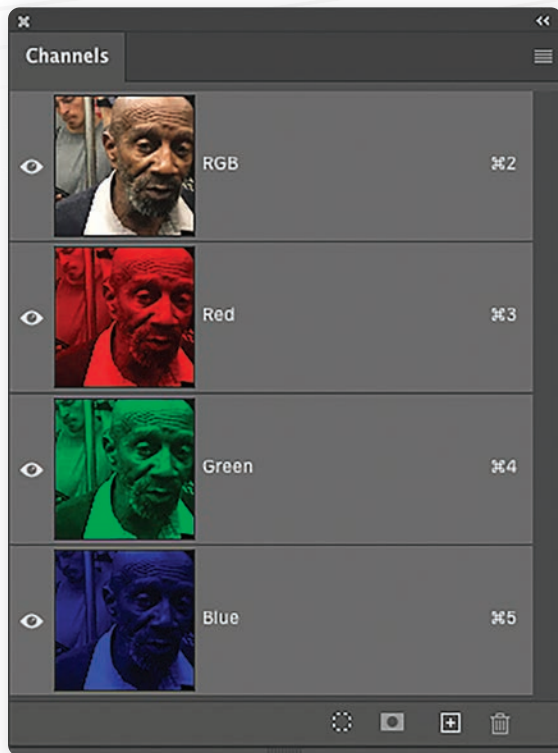 Channels
RGB ⌘2
Red ⌘3
Green ⌘4
Blue ⌘5